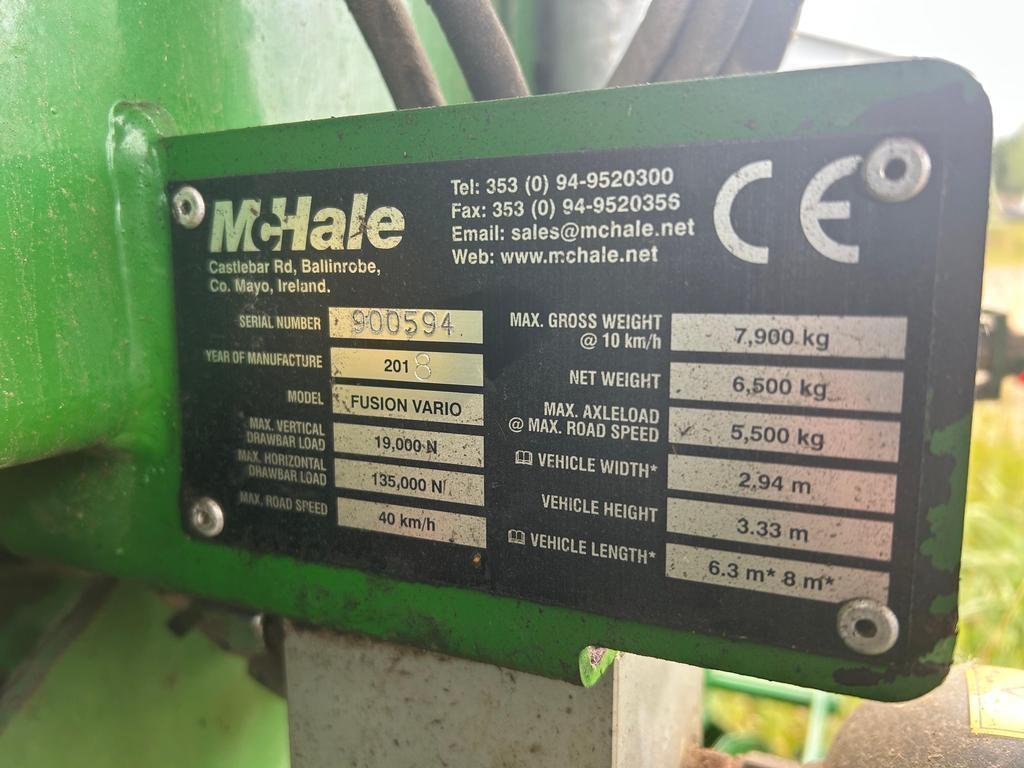 McHale
Castlebar Rd, Ballinrobe,
Co. Mayo, Ireland.
Tel: 353 (0) 94-9520300
Fax: 353 (0) 94-9520356
Email: sales@mchale.net
Web: www.mchale.net
CE
SERIAL NUMBER 900594
YEAR OF MANUFACTURE 2018
MODEL FUSION VARIO
MAX. VERTICAL
DRAWBAR LOAD 19,000 N
MAX. HORIZONTAL
DRAWBAR LOAD 135,000 N
MAX. ROAD SPEED 40 km/h
MAX. GROSS WEIGHT
@ 10 km/h 7,900 kg
NET WEIGHT 6,500 kg
MAX. AXLELOAD
@ MAX. ROAD SPEED 5,500 kg
VEHICLE WIDTH* 2.94 m
VEHICLE HEIGHT 3.33 m
VEHICLE LENGTH* 6.3 m* 8 m*